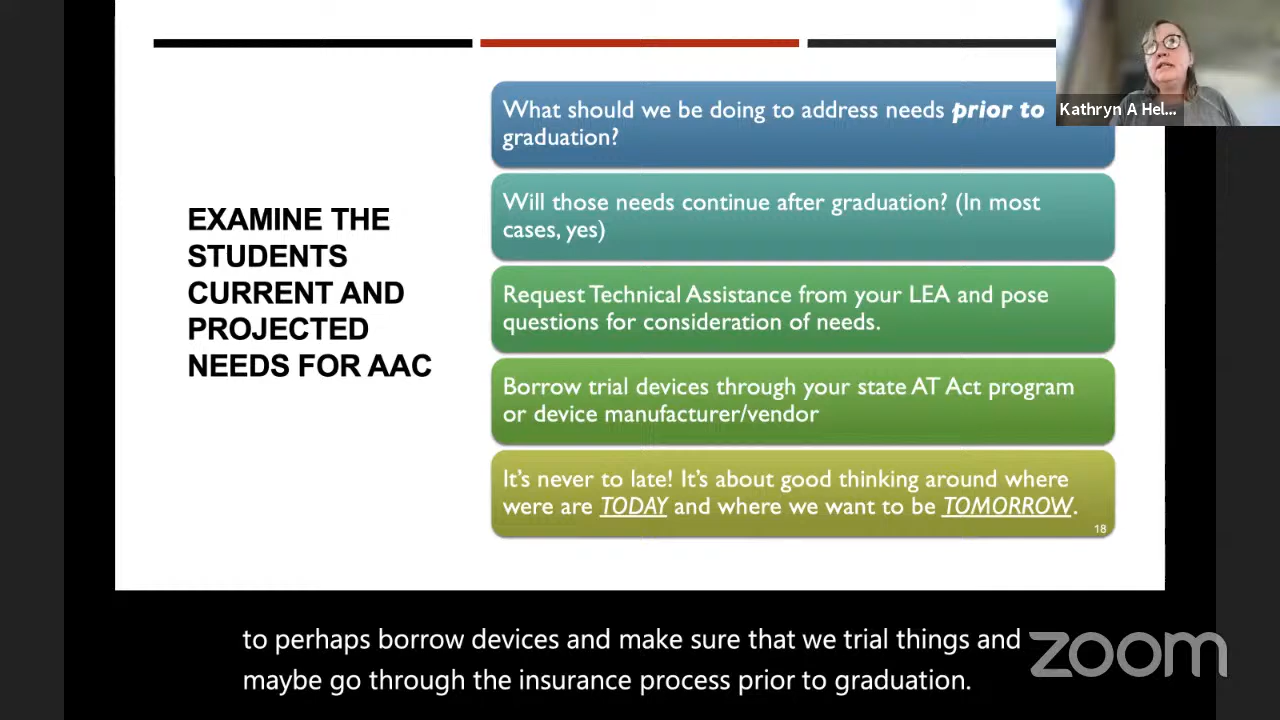 What should we be doing to address needs prior to
graduation?
Kathryn A Hel...
Will those needs continue after graduation? (In most
cases, yes)
EXAMINE THE
STUDENTS
CURRENT AND
PROJECTED
NEEDS FOR AAC
Request Technical Assistance from your LEA and pose
questions for consideration of needs.
Borrow trial devices through your state AT Act program
or device manufacturer/vendor
It's never to late! It's about good thinking around where
were are TODAY and where we want to be TOMORROW.
18
to perhaps borrow devices and make sure that we trial things and
maybe go through the insurance process prior to graduation.
zoom